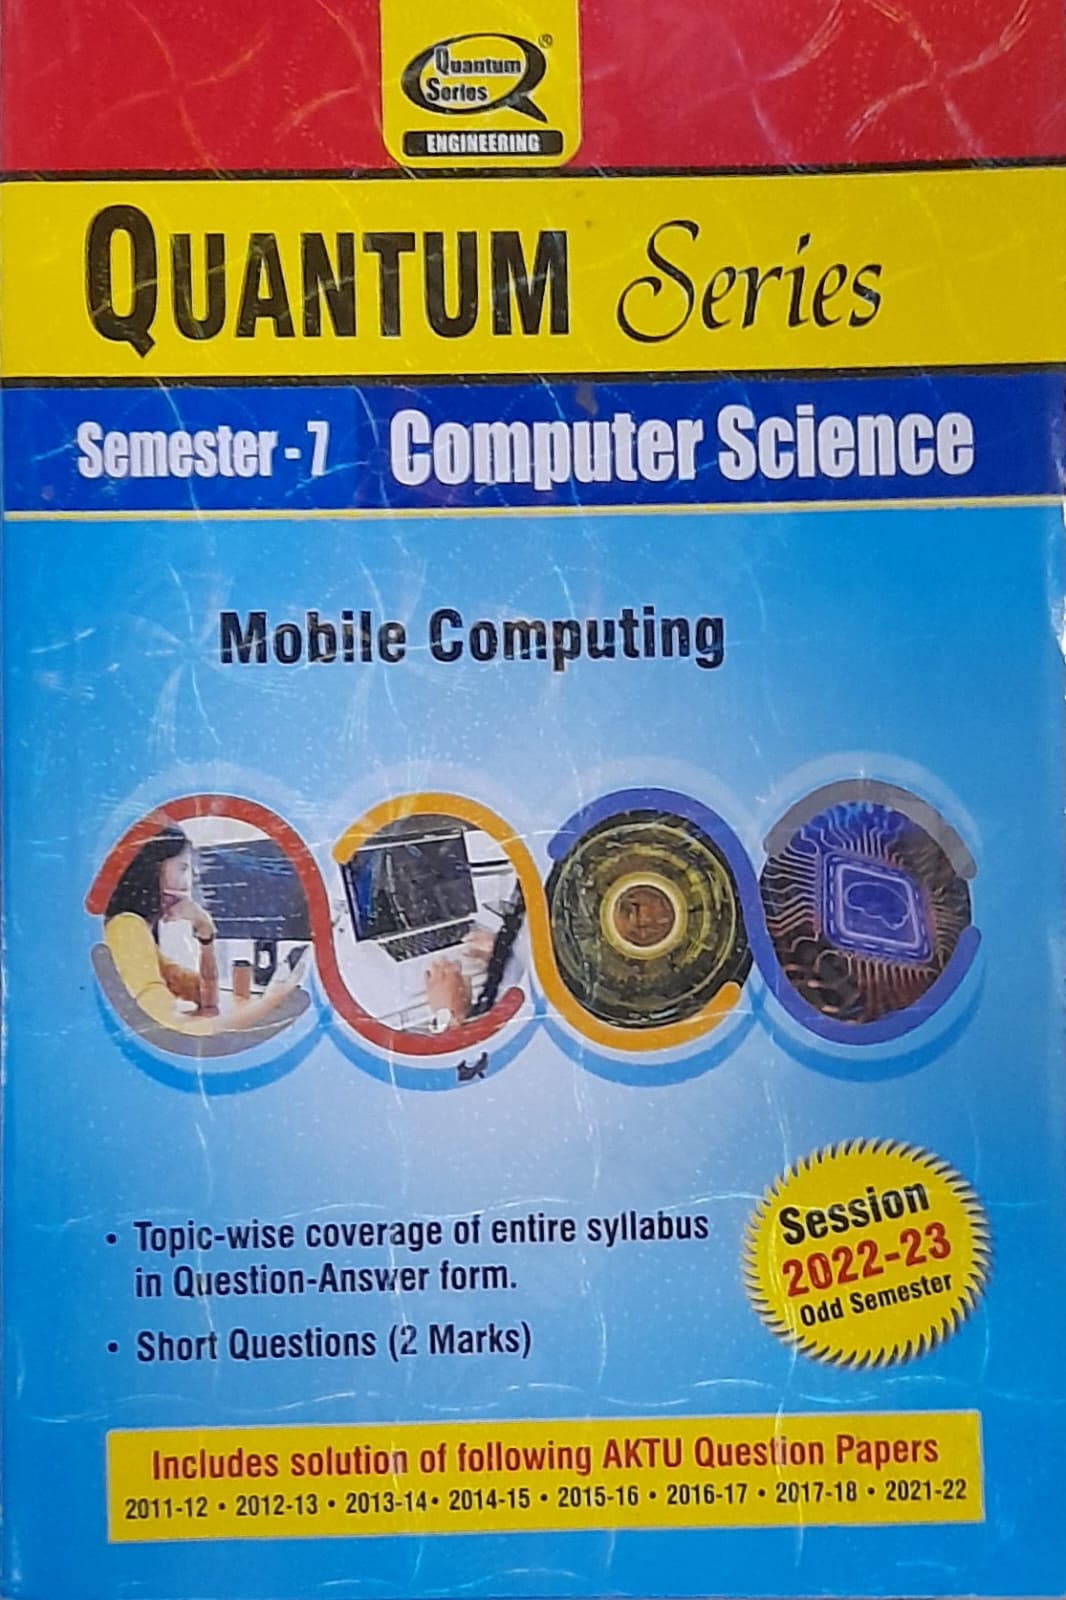 Quantum
Series
®
ENGINEERING
QUANTUM Series
Semester - 7 Computer Science
Mobile Computing
• Topic-wise coverage of entire syllabus
in Question-Answer form.
• Short Questions (2 Marks)
Session
2022-23
Odd Semester
Includes solution of following AKTU Question Papers
2011-12 • 2012-13 • 2013-14 • 2014-15 • 2015-16 • 2016-17 • 2017-18 • 2021-22